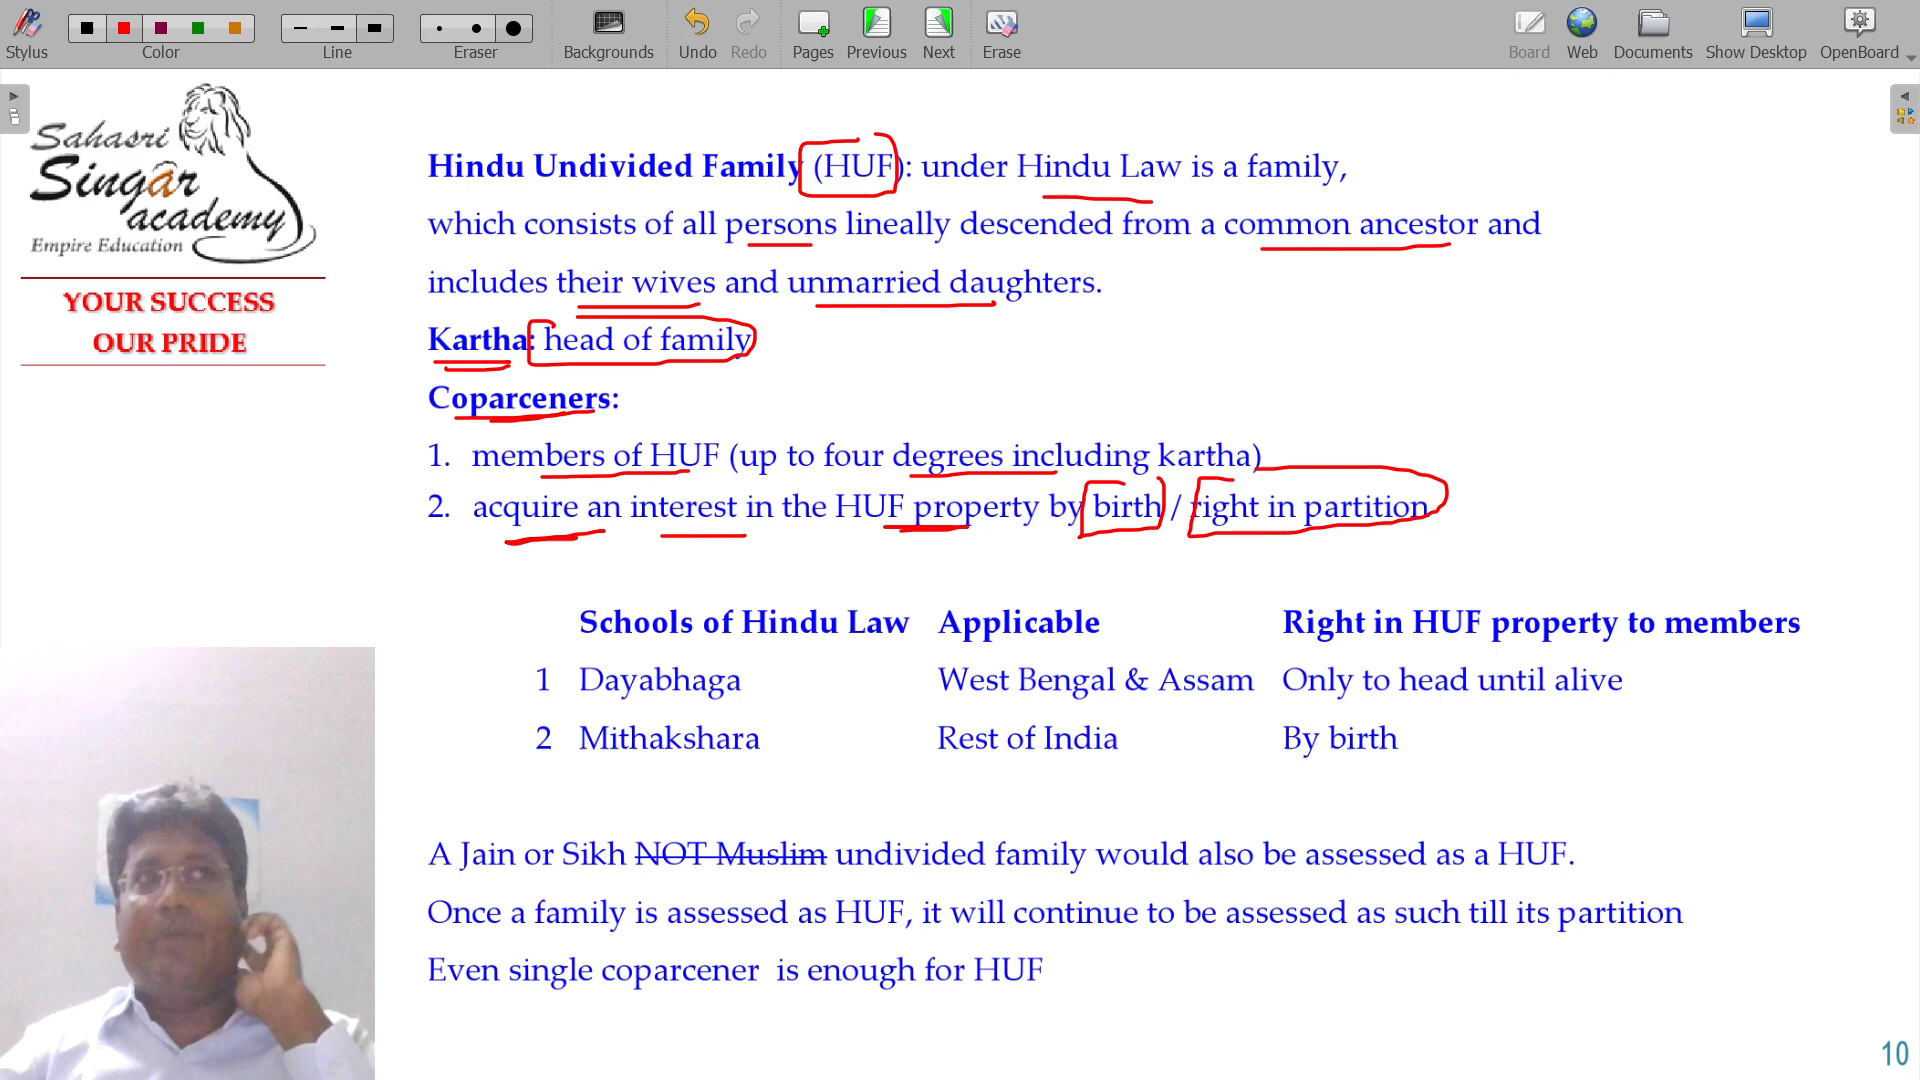 Stylus Color Line Eraser Backgrounds Undo Redo Pages Previous Next Erase Board Web Documents Show Desktop OpenBoard
Sahasri
Singar
academy
Empire Education
YOUR SUCCESS
OUR PRIDE
Hindu Undivided Family (HUF): under Hindu Law is a family,
which consists of all persons lineally descended from a common ancestor and
includes their wives and unmarried daughters.
Kartha: head of family
Coparceners:
1. members of HUF (up to four degrees including kartha)
2. acquire an interest in the HUF property by birth / right in partition
Schools of Hindu Law Applicable Right in HUF property to members
1 Dayabhaga West Bengal & Assam Only to head until alive
2 Mithakshara Rest of India By birth
A Jain or Sikh NOT Muslim undivided family would also be assessed as a HUF.
Once a family is assessed as HUF, it will continue to be assessed as such till its partition
Even single coparcener is enough for HUF
10